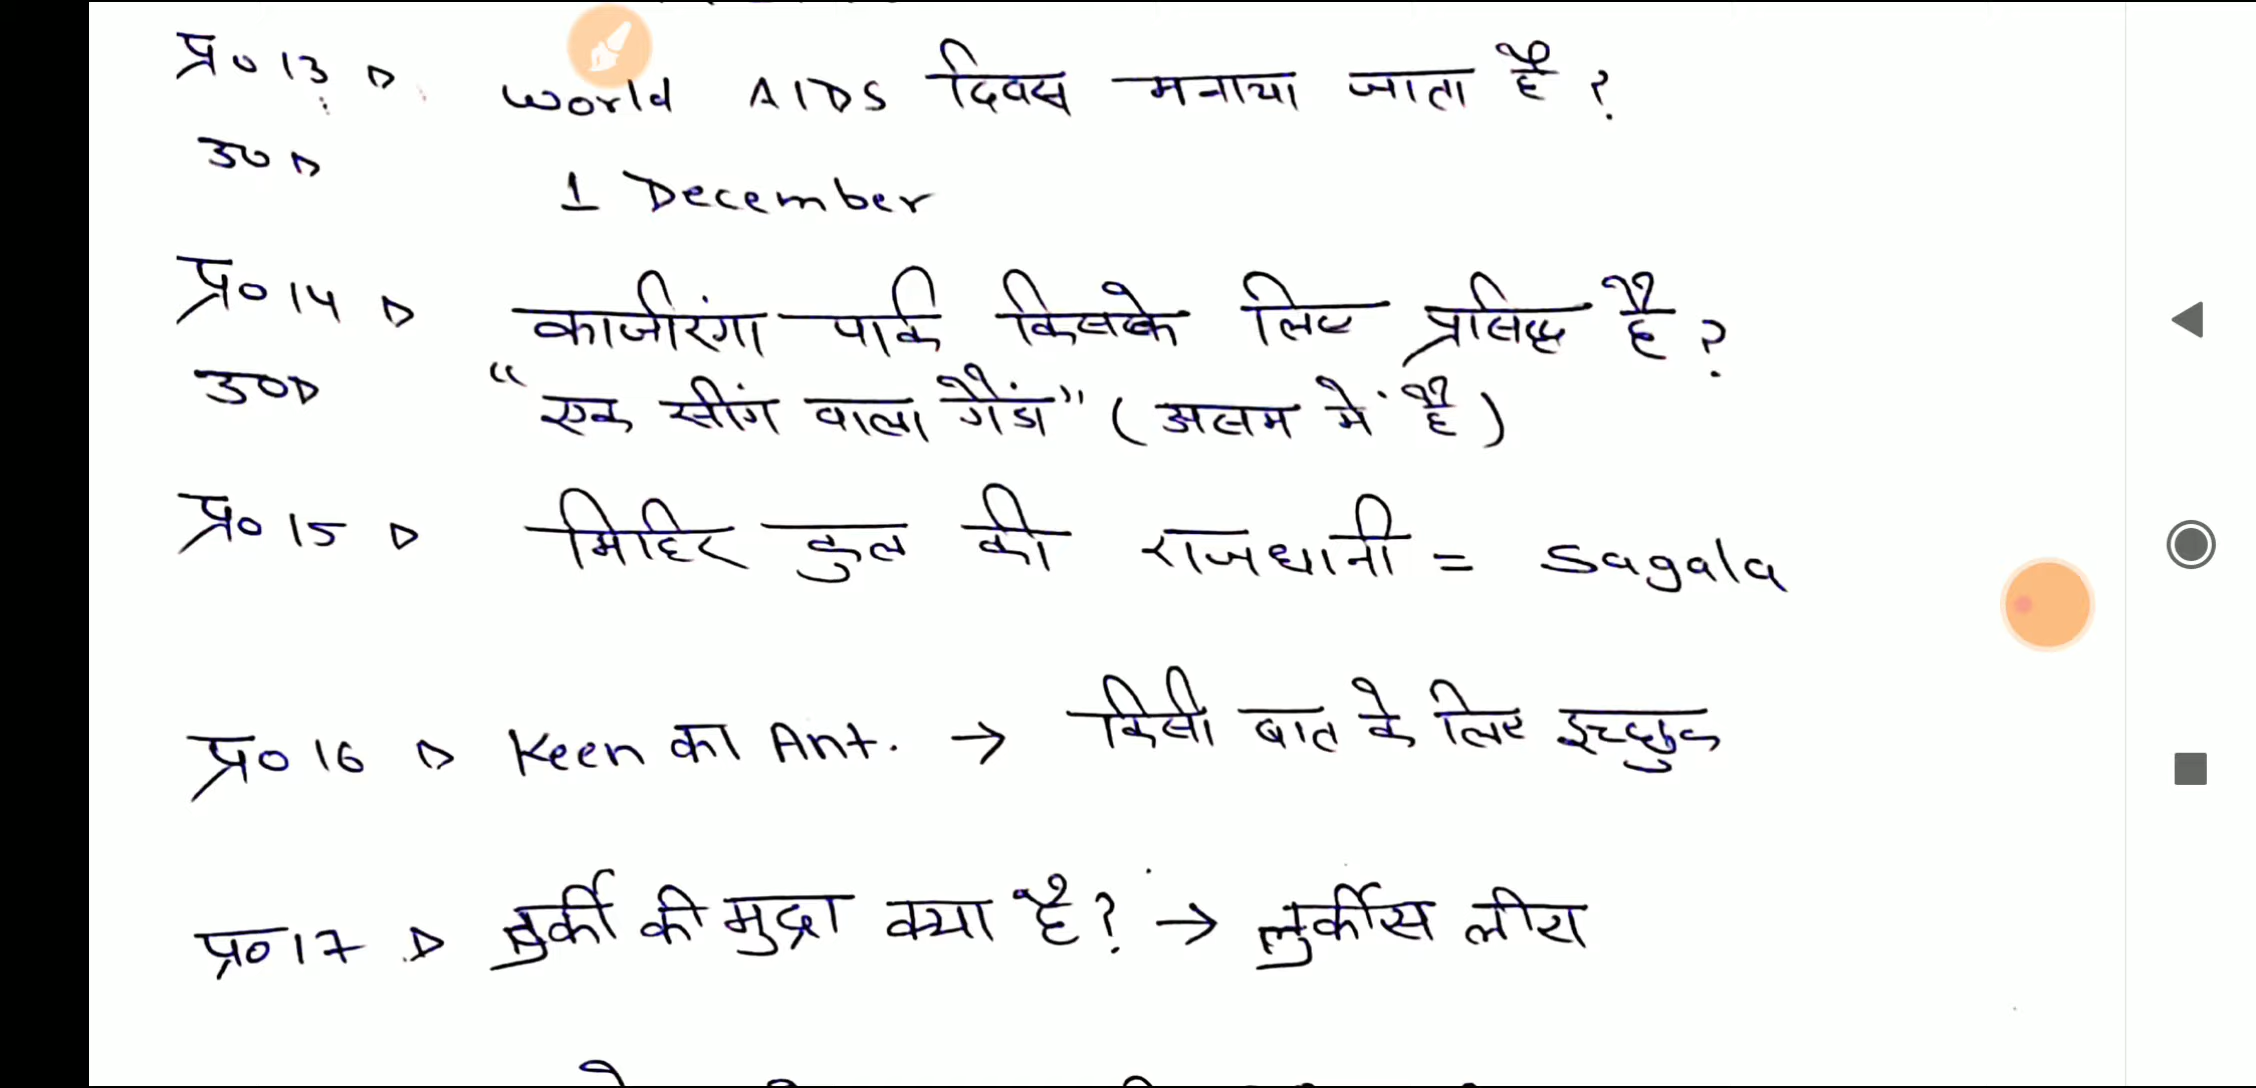 प्र० 13 ▷ World AIDS दिवस मनाया जाता है ?
उ० ▷
1 December
प्र० 14 ▷ काजीरंगा पार्क किसके लिए प्रसिद्ध है ?
उ० ▷ "एक सींग वाला गैंडा" (असम में है)
प्र० 15 ▷ मिहिर कुल की राजधानी = Sagala
प्र० 16 ▷ Keen का Ant. → किसी बात के लिए इच्छुक
प्र० 17 ▷ तुर्की की मुद्रा क्या है ? → तुर्कीस लीरा